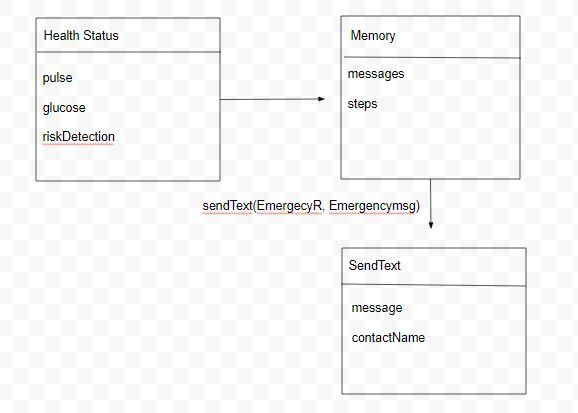 Health Status
pulse
glucose
riskDetection
Memory
messages
steps
sendText(EmergecyR, Emergencymsg)
SendText
message
contactName